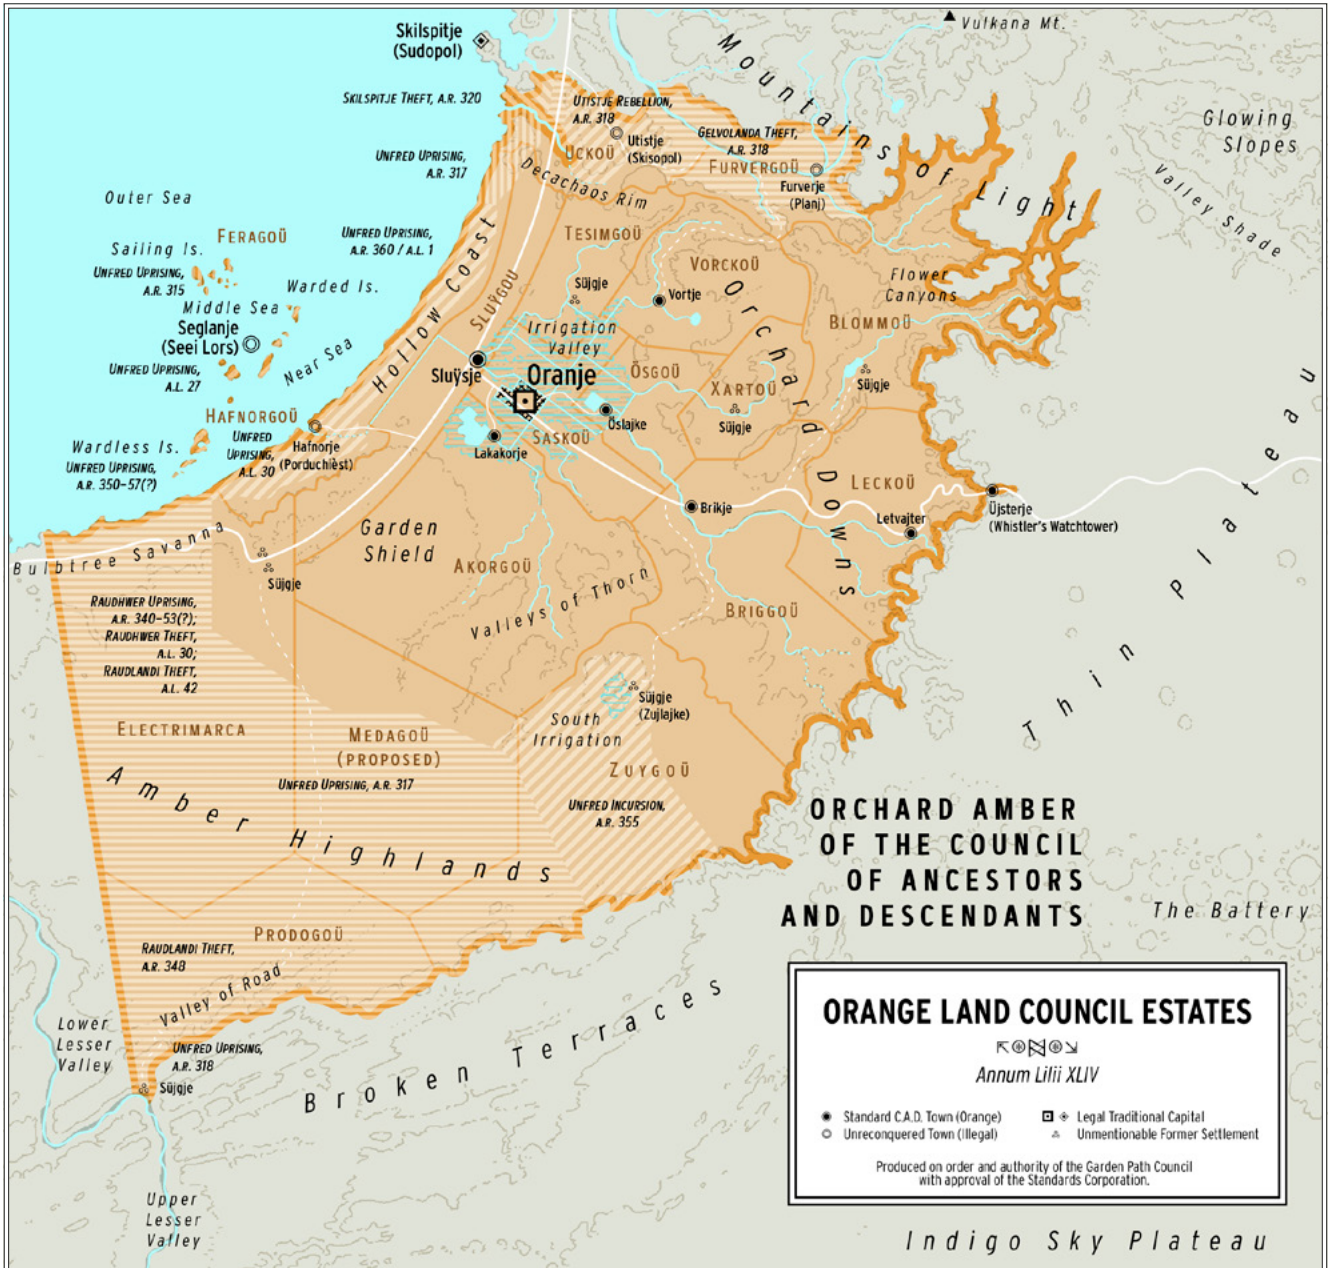 Skilspitje
(Sudopol)
Vulkana Mt.
Mountains of Light
Glowing
Slopes
Valley Shade
SKILSPITJE THEFT, A.R. 320
UTISTJE REBELLION,
A.R. 318
Utistje
(Skisopol)
GELVOLANDA THEFT,
A.R. 318
UCKOÜ
FURVERGOÜ
Furverje
(Planj)
UNFRED UPRISING,
A.R. 317
Decachaos Rim
Outer Sea
FERAGOÜ
Sailing Is.
UNFRED UPRISING,
A.R. 315
UNFRED UPRISING,
A.R. 360 / A.L. 1
Warded Is.
Middle Sea
Seglanje
(Seei Lors)
Near Sea
UNFRED UPRISING,
A.L. 27
Hollow Coast
SLUŸGOÜ
TESIMGOÜ
Süjgje
VORCKOÜ
Vortje
Orchard Downs
Flower
Canyons
BLOMMOÜ
Irrigation
Valley
Sluÿsje
Oranje
ÖSGOÜ
XARTOÜ
Süjgje
Süjgje
Öslajke
HAFNORGOÜ
UNFRED
UPRISING,
A.L. 30
Hafnorje
(Porduchièst)
Wardless Is.
UNFRED UPRISING,
A.R. 350-57(?)
Lakakorje
SASKOÜ
LECKOÜ
Brikje
Letvajter
Üjsterje
(Whistler's Watchtower)
Thin Plateau
Bulbtree Savanna
Garden
Shield
Süjgje
AKORGOÜ
Valleys of Thorn
BRIGGOÜ
RAUDHWER UPRISING,
A.R. 340-53(?);
RAUDHWER THEFT,
A.L. 30;
RAUDLANDI THEFT,
A.L. 42
Süjgje
(Zujlajke)
South
Irrigation
ELECTRIMARCA
MEDAGOÜ
(PROPOSED)
UNFRED UPRISING, A.R. 317
ZUYGOÜ
UNFRED INCURSION,
A.R. 355
Amber Highlands
ORCHARD AMBER
OF THE COUNCIL
OF ANCESTORS
AND DESCENDANTS
The Battery
PRODOGOÜ
RAUDLANDI THEFT,
A.R. 348
Valley of Road
Lower
Lesser
Valley
UNFRED UPRISING,
A.R. 318
Süjgje
Broken Terraces
Upper
Lesser
Valley
ORANGE LAND COUNCIL ESTATES
Annum Lilii XLIV
Standard C.A.D. Town (Orange)
Legal Traditional Capital
Unreconquered Town (Illegal)
Unmentionable Former Settlement
Produced on order and authority of the Garden Path Council
with approval of the Standards Corporation.
Indigo Sky Plateau